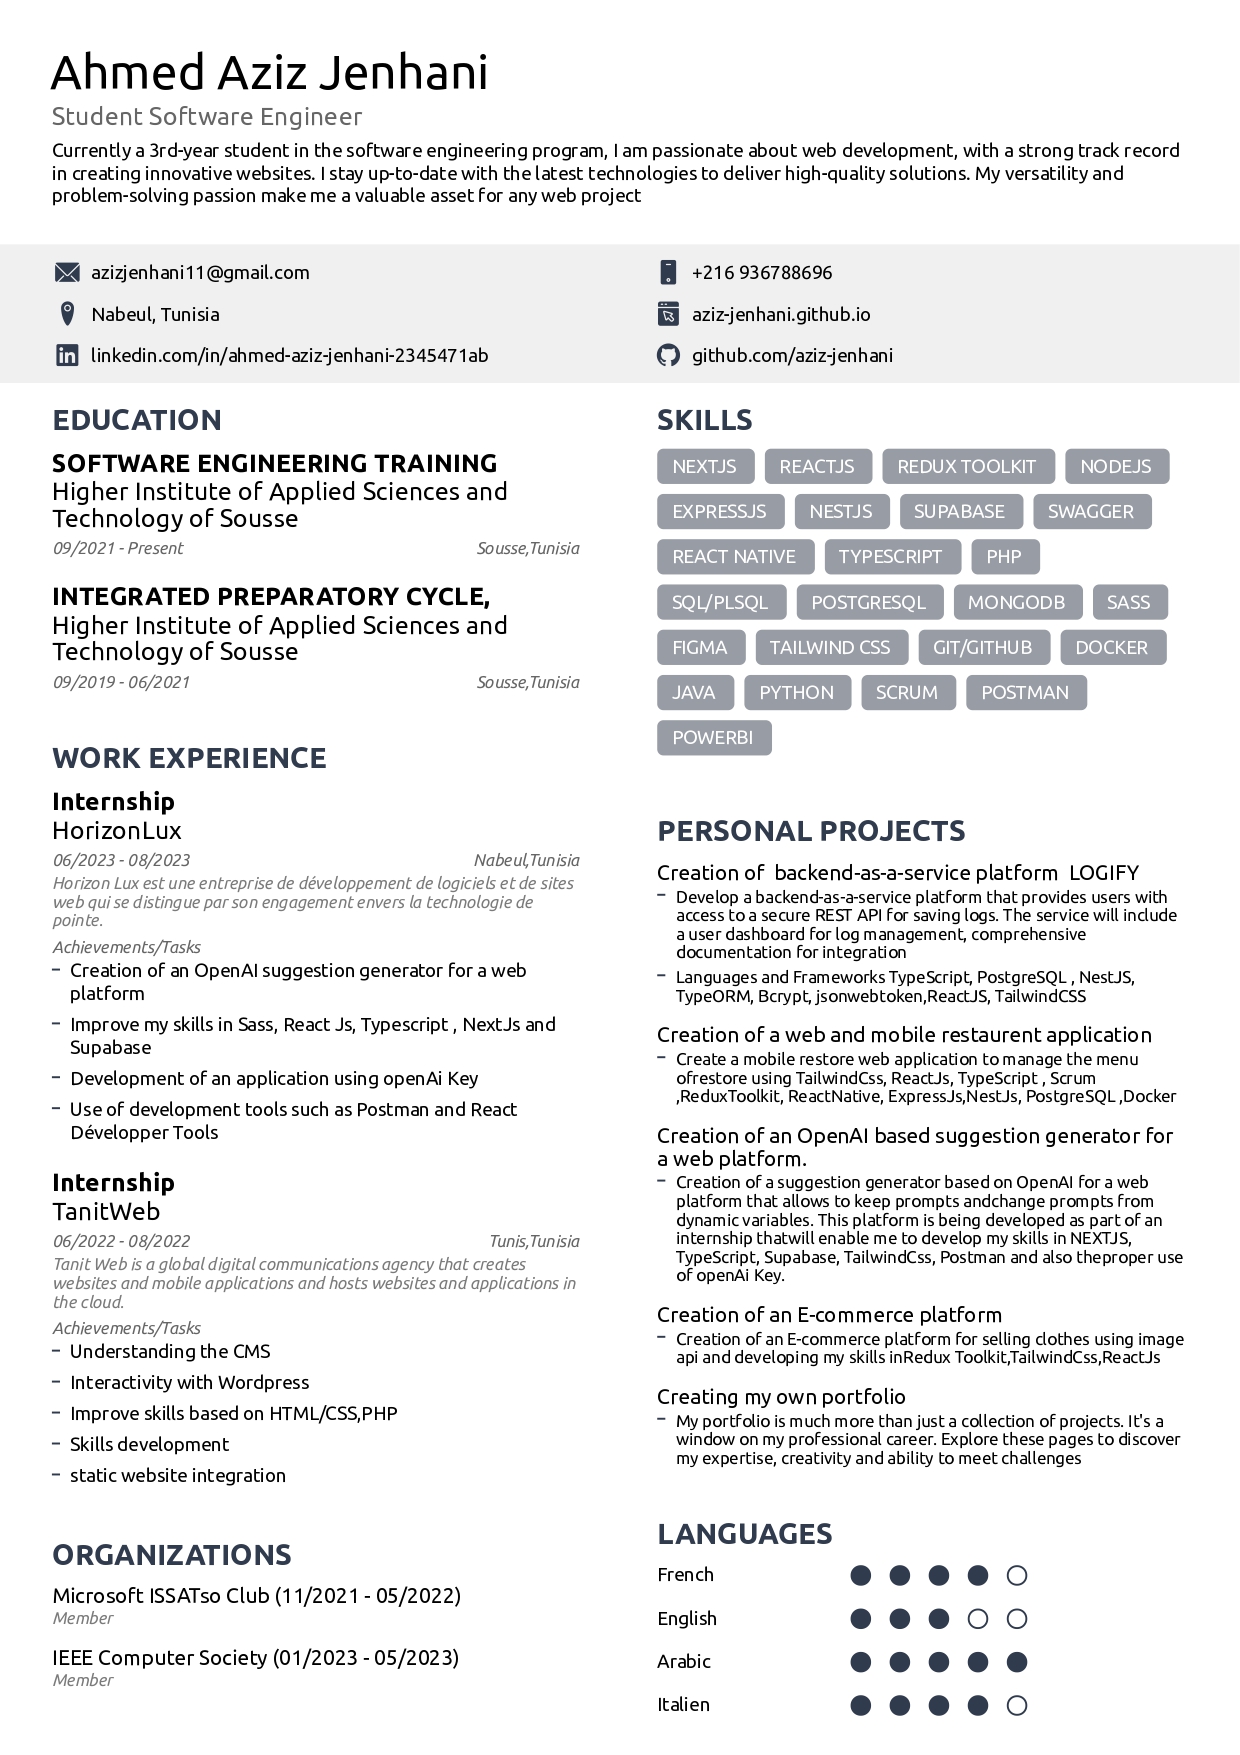 Ahmed Aziz Jenhani
Student Software Engineer
Currently a 3rd-year student in the software engineering program, I am passionate about web development, with a strong track record
in creating innovative websites. I stay up-to-date with the latest technologies to deliver high-quality solutions. My versatility and
problem-solving passion make me a valuable asset for any web project
azizjenhani11@gmail.com
+216 936788696
Nabeul, Tunisia
aziz-jenhani.github.io
linkedin.com/in/ahmed-aziz-jenhani-2345471ab
github.com/aziz-jenhani
EDUCATION
SOFTWARE ENGINEERING TRAINING
Higher Institute of Applied Sciences and
Technology of Sousse
09/2021 - Present Sousse,Tunisia
INTEGRATED PREPARATORY CYCLE,
Higher Institute of Applied Sciences and
Technology of Sousse
09/2019 - 06/2021 Sousse,Tunisia
WORK EXPERIENCE
Internship
HorizonLux
06/2023 - 08/2023 Nabeul,Tunisia
Horizon Lux est une entreprise de développement de logiciels et de sites
web qui se distingue par son engagement envers la technologie de
pointe.
Achievements/Tasks
– Creation of an OpenAI suggestion generator for a web
platform
– Improve my skills in Sass, React Js, Typescript , NextJs and
Supabase
– Development of an application using openAi Key
– Use of development tools such as Postman and React
Développer Tools
Internship
TanitWeb
06/2022 - 08/2022 Tunis,Tunisia
Tanit Web is a global digital communications agency that creates
websites and mobile applications and hosts websites and applications in
the cloud.
Achievements/Tasks
– Understanding the CMS
– Interactivity with Wordpress
– Improve skills based on HTML/CSS,PHP
– Skills development
– static website integration
ORGANIZATIONS
Microsoft ISSATso Club (11/2021 - 05/2022)
Member
IEEE Computer Society (01/2023 - 05/2023)
Member
SKILLS
NEXTJS REACTJS REDUX TOOLKIT NODEJS
EXPRESSJS NESTJS SUPABASE SWAGGER
REACT NATIVE TYPESCRIPT PHP
SQL/PLSQL POSTGRESQL MONGODB SASS
FIGMA TAILWIND CSS GIT/GITHUB DOCKER
JAVA PYTHON SCRUM POSTMAN
POWERBI
PERSONAL PROJECTS
Creation of  backend-as-a-service platform  LOGIFY
– Develop a backend-as-a-service platform that provides users with
access to a secure REST API for saving logs. The service will include
a user dashboard for log management, comprehensive
documentation for integration
– Languages and Frameworks TypeScript, PostgreSQL , NestJS,
TypeORM, Bcrypt, jsonwebtoken,ReactJS, TailwindCSS
Creation of a web and mobile restaurent application
– Create a mobile restore web application to manage the menu
ofrestore using TailwindCss, ReactJs, TypeScript , Scrum
,ReduxToolkit, ReactNative, ExpressJs,NestJs, PostgreSQL ,Docker
Creation of an OpenAI based suggestion generator for
a web platform.
– Creation of a suggestion generator based on OpenAI for a web
platform that allows to keep prompts andchange prompts from
dynamic variables. This platform is being developed as part of an
internship thatwill enable me to develop my skills in NEXTJS,
TypeScript, Supabase, TailwindCss, Postman and also theproper use
of openAi Key.
Creation of an E-commerce platform
– Creation of an E-commerce platform for selling clothes using image
api and developing my skills inRedux Toolkit,TailwindCss,ReactJs
Creating my own portfolio
– My portfolio is much more than just a collection of projects. It's a
window on my professional career. Explore these pages to discover
my expertise, creativity and ability to meet challenges
LANGUAGES
French
English
Arabic
Italien